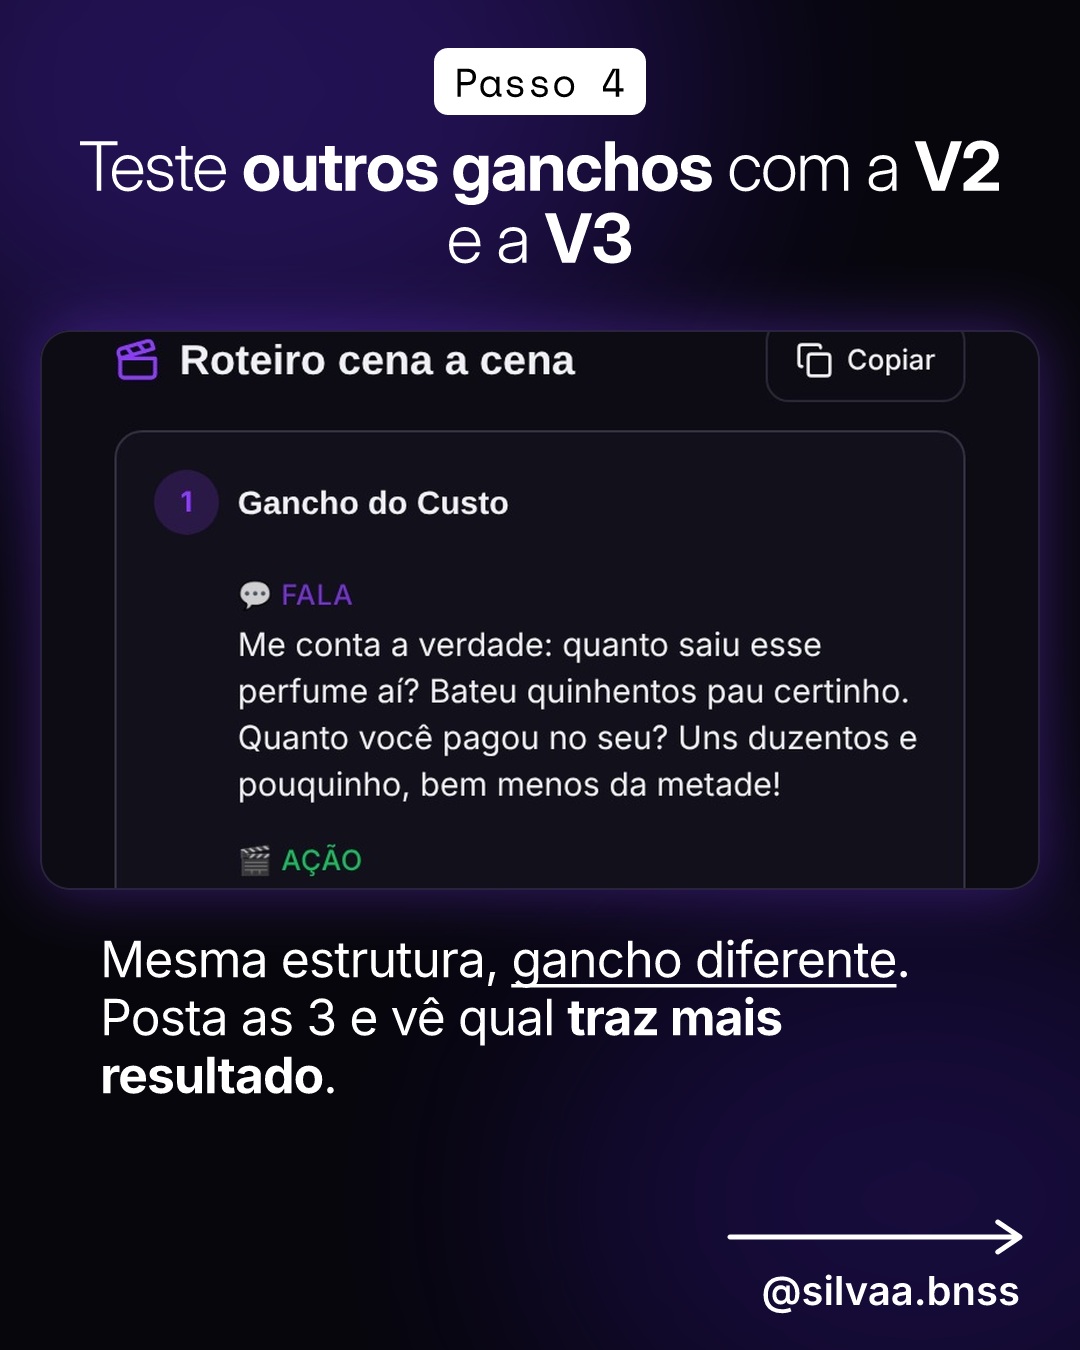 Passo 4
Teste outros ganchos com a V2
e a V3
Roteiro cena a cena
Copiar
1
Gancho do Custo
💬 FALA
Me conta a verdade: quanto saiu esse
perfume aí? Bateu quinhentos pau certinho.
Quanto você pagou no seu? Uns duzentos e
pouquinho, bem menos da metade!
🎬 AÇÃO
Mesma estrutura, gancho diferente.
Posta as 3 e vê qual traz mais
resultado.
@silvaa.bnss